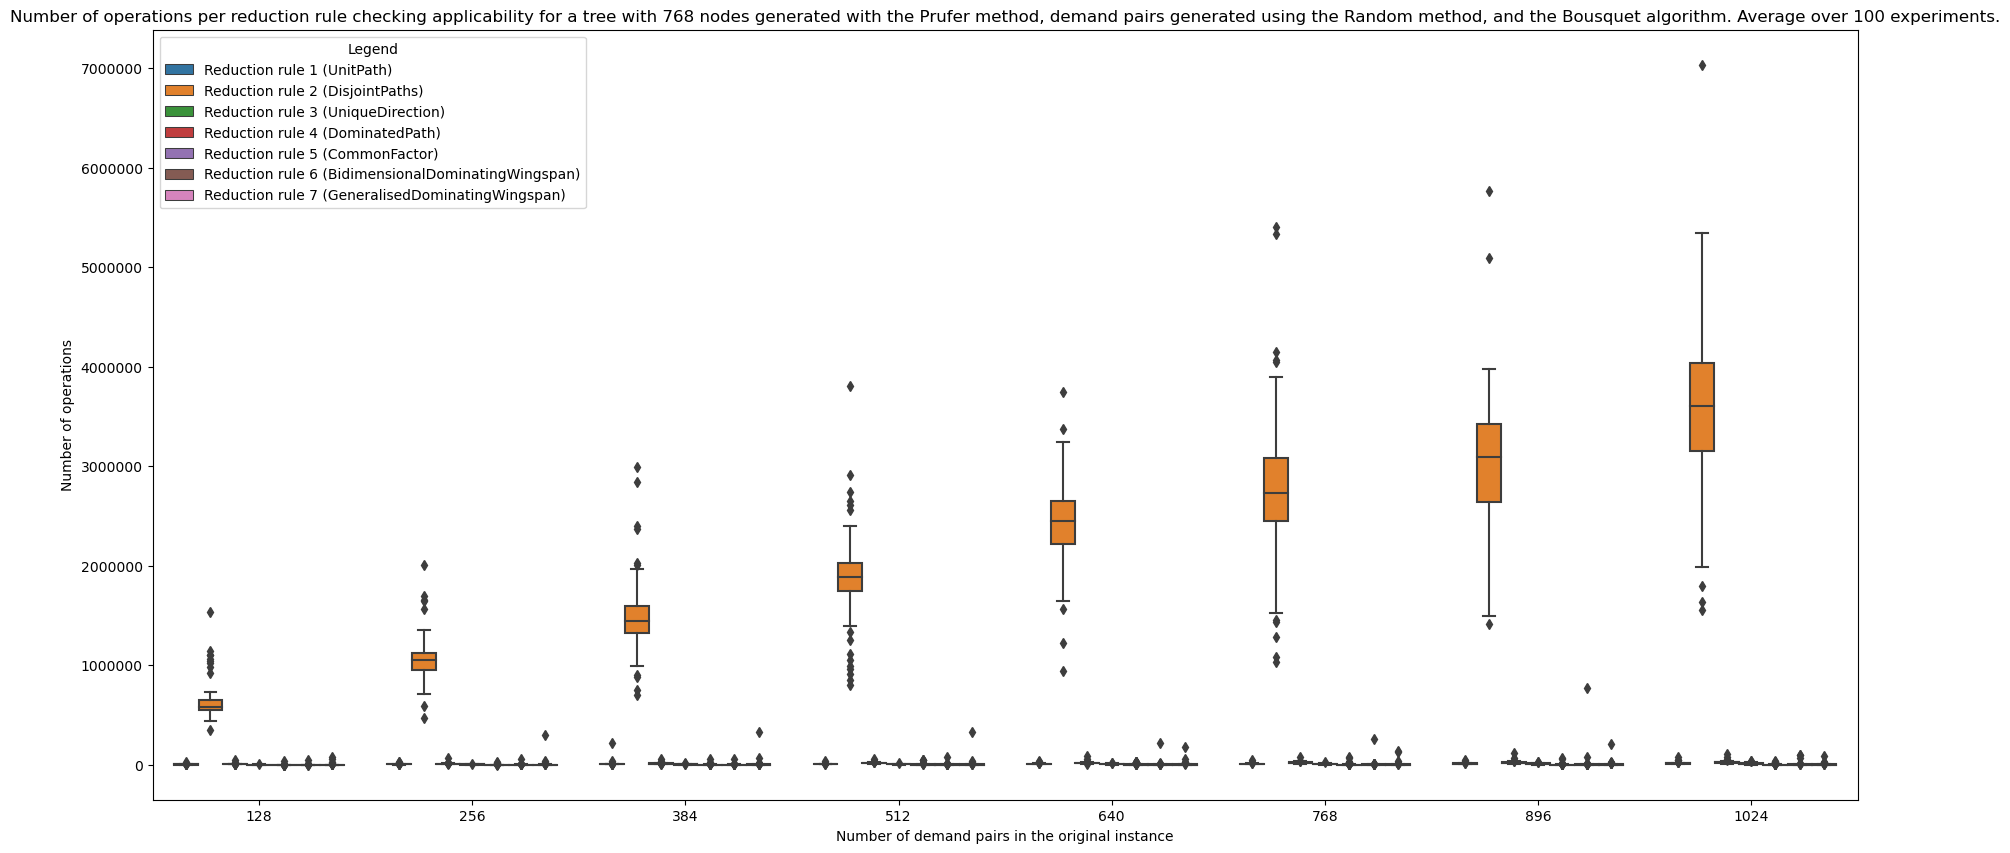 Number of operations per reduction rule checking applicability for a tree with 768 nodes generated with the Prufer method, demand pairs generated using the Random method, and the Bousquet algorithm. Average over 100 experiments.
Legend
Reduction rule 1 (UnitPath)
Reduction rule 2 (DisjointPaths)
Reduction rule 3 (UniqueDirection)
Reduction rule 4 (DominatedPath)
Reduction rule 5 (CommonFactor)
Reduction rule 6 (BidimensionalDominatingWingspan)
Reduction rule 7 (GeneralisedDominatingWingspan)
Number of operations
7000000
6000000
5000000
4000000
3000000
2000000
1000000
0
128 256 384 512 640 768 896 1024
Number of demand pairs in the original instance